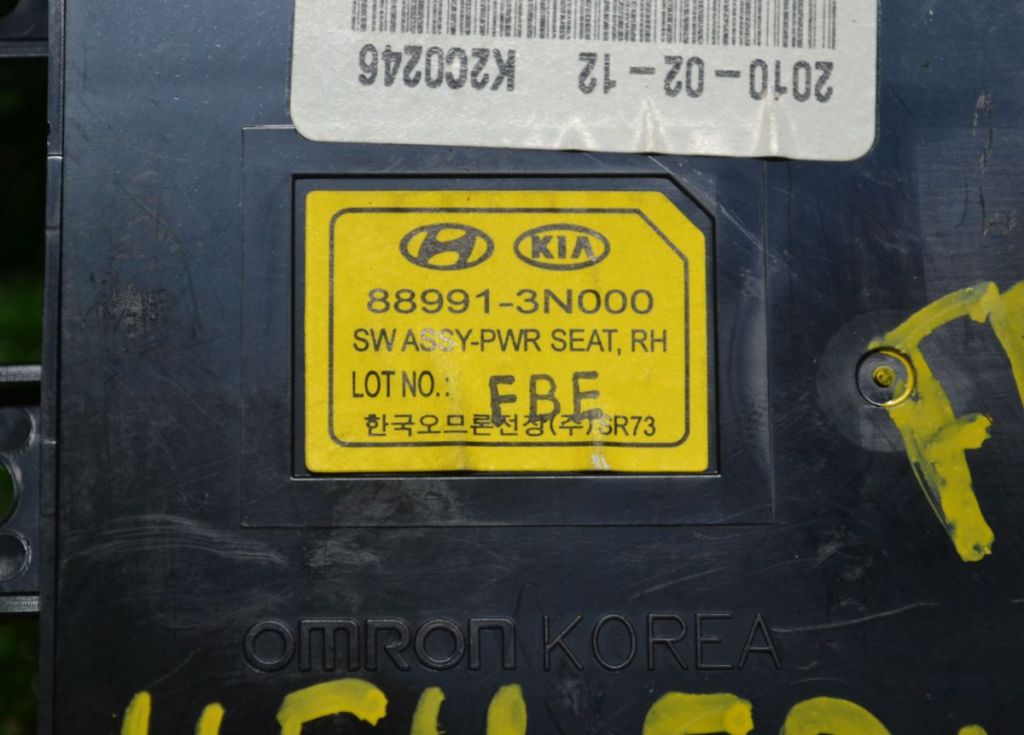 2010-02-12 K2C0246
KIA
88991-3N000
SW ASSY-PWR SEAT, RH
LOT NO.: EBE
한국오므론전장(주)SR73
OMRON KOREA